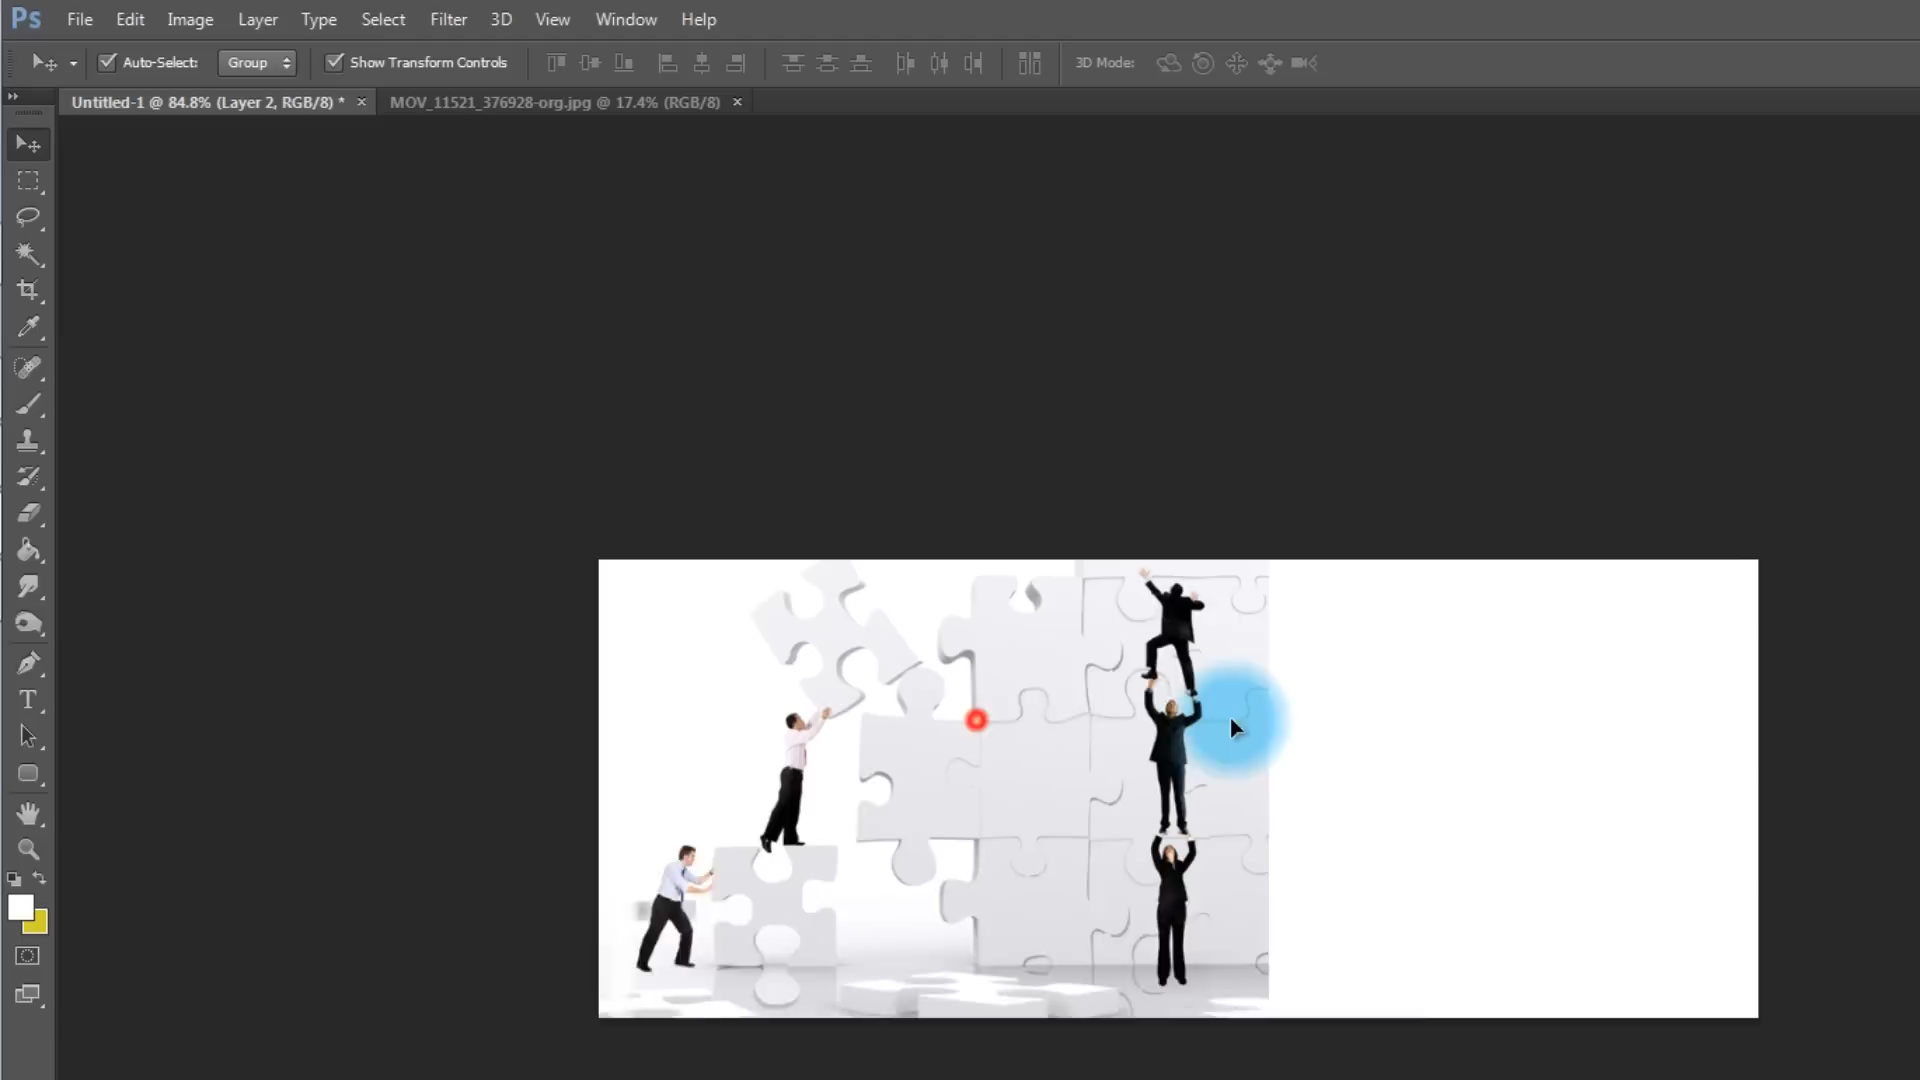 Ps File Edit Image Layer Type Select Filter 3D View Window Help
Auto-Select: Group Show Transform Controls 3D Mode:
Untitled-1 @ 84.8% (Layer 2, RGB/8) * × MOV_11521_376928-org.jpg @ 17.4% (RGB/8) ×
T